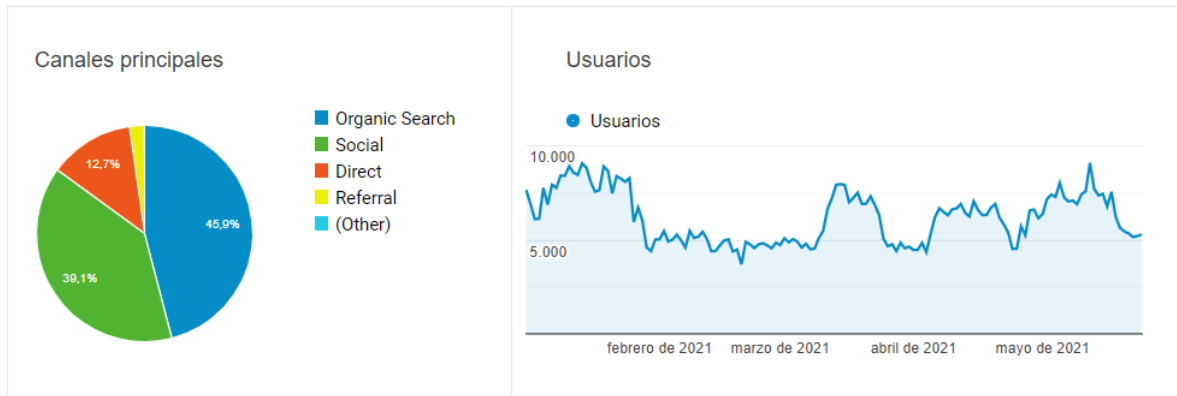 Canales principales
Organic Search
Social
Direct
Referral
(Other)
12,7%
45,9%
39,1%
Usuarios
Usuarios
10.000
5.000
febrero de 2021
marzo de 2021
abril de 2021
mayo de 2021